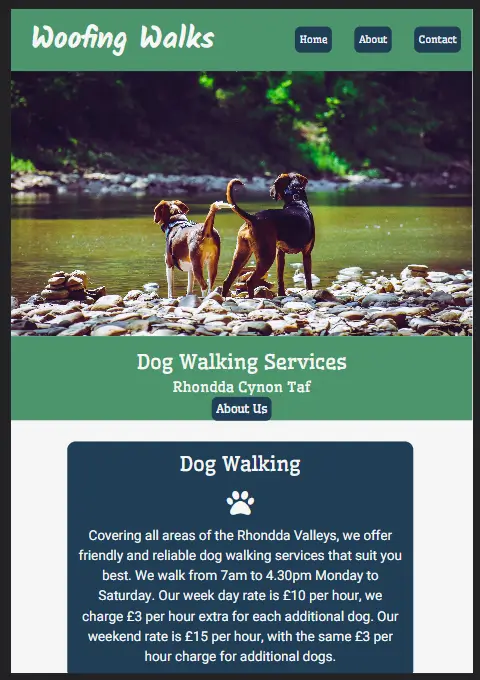 Woofing Walks
Home
About
Contact
Dog Walking Services
Rhondda Cynon Taf
About Us
Dog Walking
Covering all areas of the Rhondda Valleys, we offer
friendly and reliable dog walking services that suit you
best. We walk from 7am to 4.30pm Monday to
Saturday. Our week day rate is £10 per hour, we
charge £3 per hour extra for each additional dog. Our
weekend rate is £15 per hour, with the same £3 per
hour charge for additional dogs.